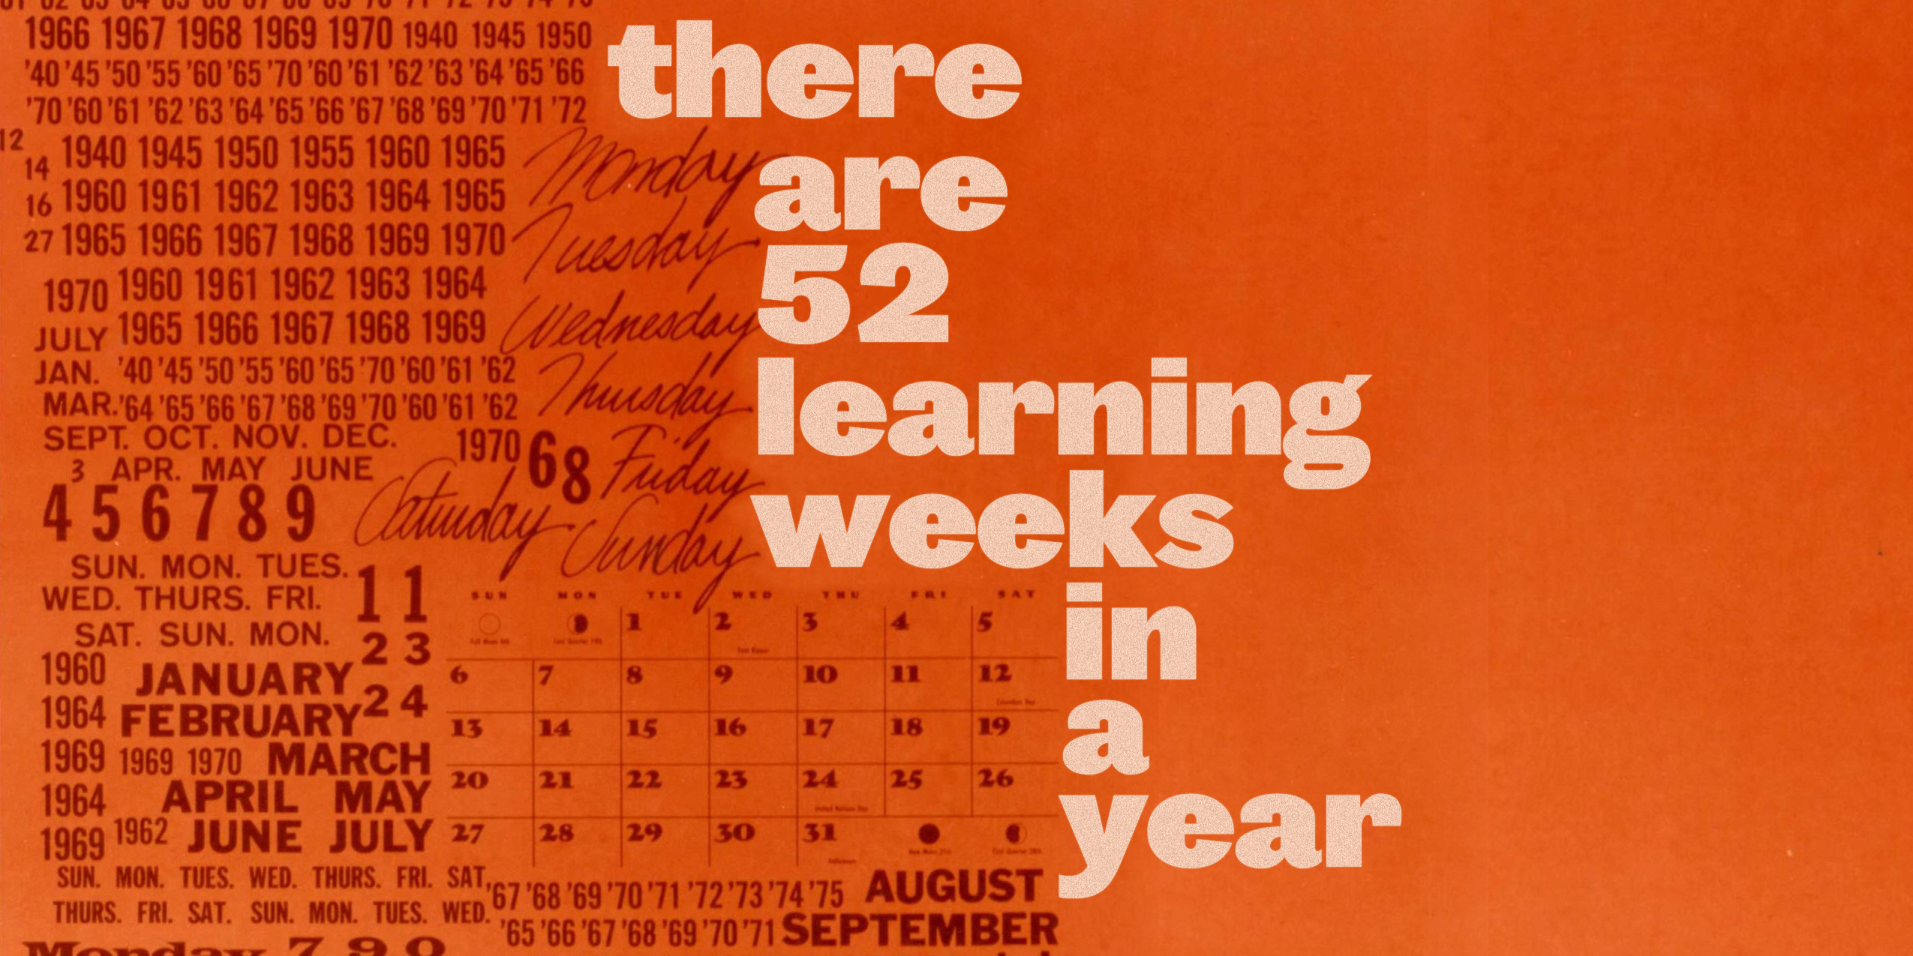 1966 1967 1968 1969 1970 1940 1945 1950
'40 '45 '50 '55 '60 '65 '70 '60 '61 '62 '63 '64 '65 '66
'70 '60 '61 '62 '63 '64 '65 '66 '67 '68 '69 '70 '71 '72
there
are
52
learning
weeks
in
a
year
12
14
16
27
1940 1945 1950 1955 1960 1965
1960 1961 1962 1963 1964 1965
1965 1966 1967 1968 1969 1970
Monday
Tuesday
Wednesday
Thursday
Friday
Saturday
Sunday
1970
1960 1961 1962 1963 1964
JULY
1965 1966 1967 1968 1969
JAN. '40 '45 '50 '55 '60 '65 '70 '60 '61 '62
MAR. '64 '65 '66 '67 '68 '69 '70 '60 '61 '62
SEPT. OCT. NOV. DEC.
1970 68
3 APR. MAY JUNE
4 5 6 7 8 9
SUN. MON. TUES.
WED. THURS. FRI.
11
SAT. SUN. MON.
23
1960
JANUARY
24
1964
FEBRUARY
1969
1969 1970 MARCH
1964
APRIL MAY
1969
1962 JUNE JULY
SUN MON TUE WED THU FRI SAT
1 2 3 4 5
6 7 8 9 10 11 12
13 14 15 16 17 18 19
20 21 22 23 24 25 26
27 28 29 30 31
SUN. MON. TUES. WED. THURS. FRI. SAT.
THURS. FRI. SAT. SUN. MON. TUES. WED.
'67 '68 '69 '70 '71 '72 '73 '74 '75 AUGUST
'65 '66 '67 '68 '69 '70 '71 SEPTEMBER
Monday 7 9 0